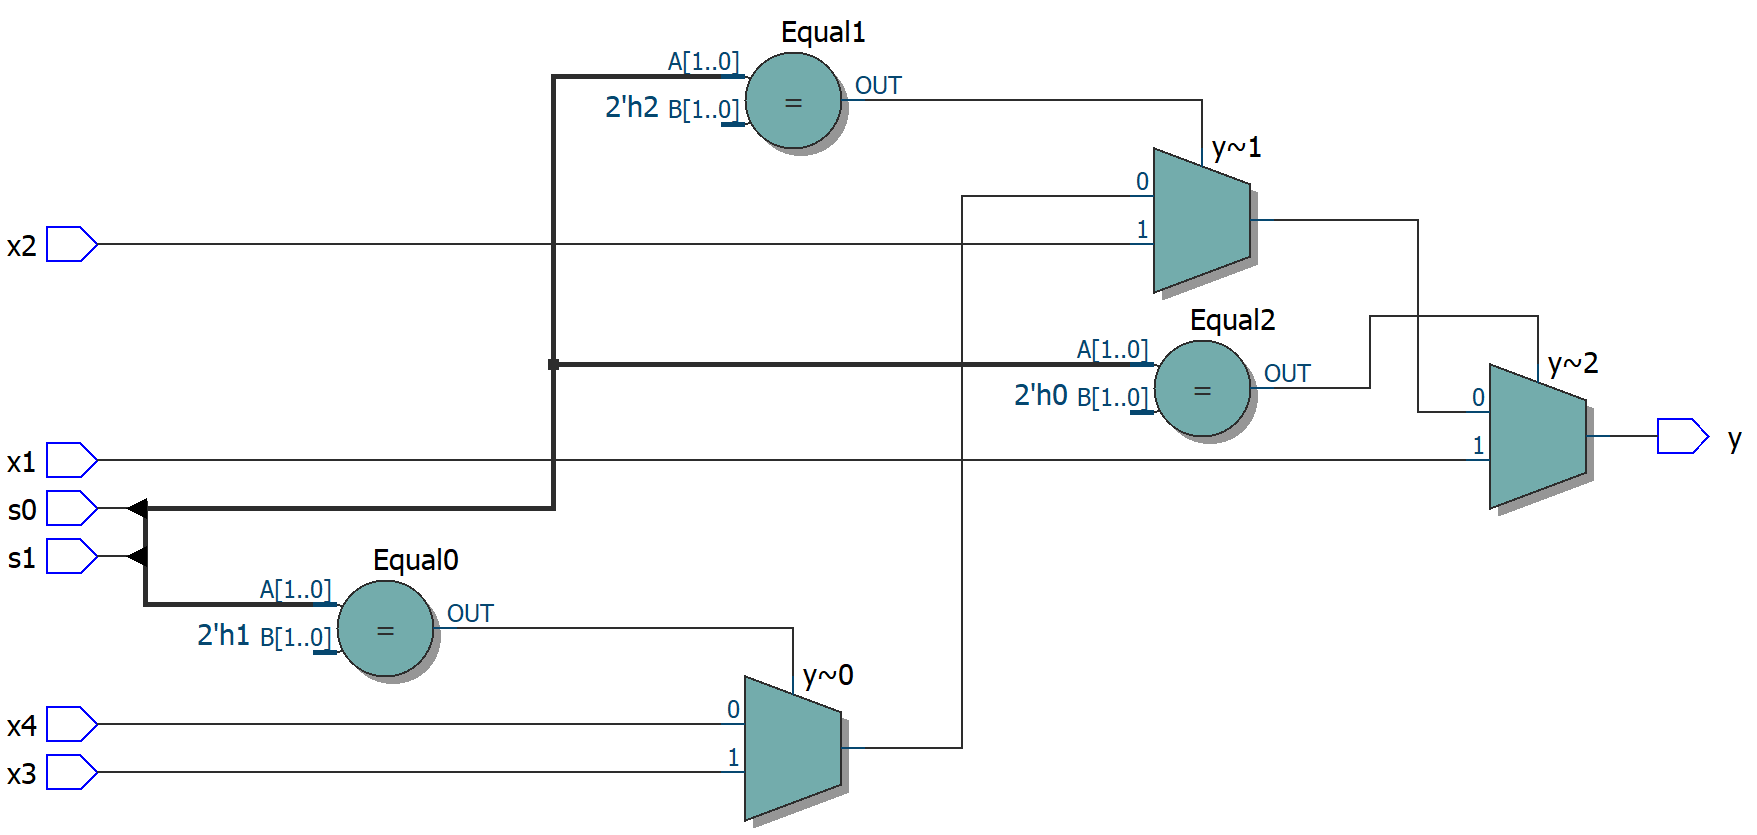 Equal1
A[1..0]
2'h2 B[1..0]
=
OUT
y~1
0
1
x2
Equal2
A[1..0]
2'h0 B[1..0]
=
OUT
y~2
0
1
y
x1
s0
s1
Equal0
A[1..0]
2'h1 B[1..0]
=
OUT
y~0
0
1
x4
x3